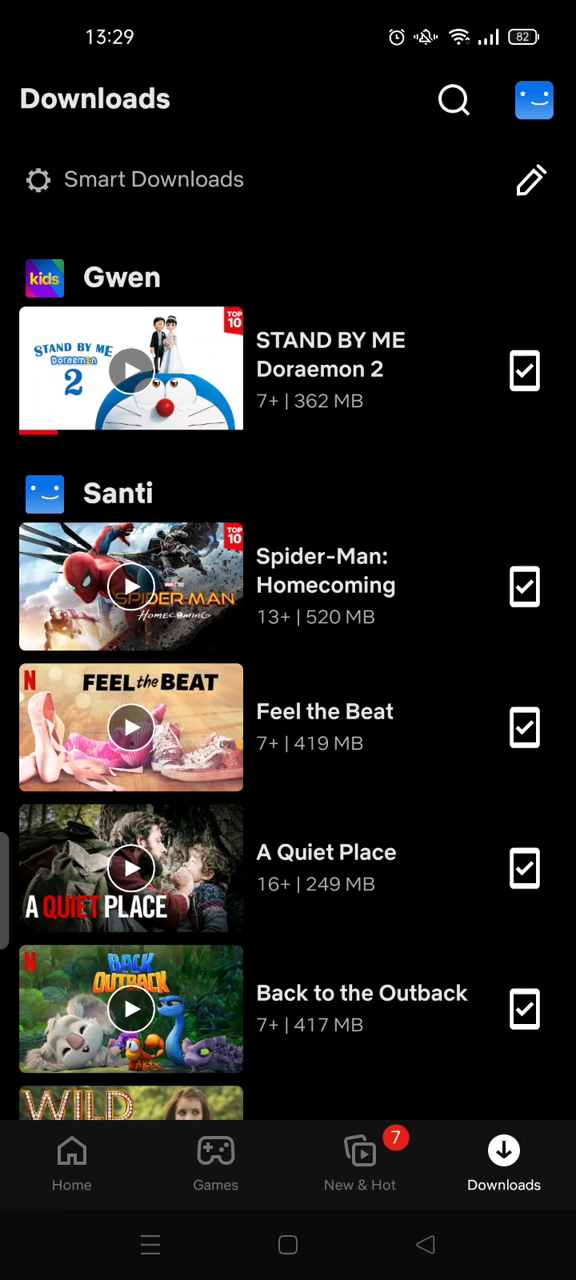 13:29
82
Downloads
Smart Downloads
kids
Gwen
TOP
10
STAND BY ME
Doraemon
2
STAND BY ME
Doraemon 2
7+ | 362 MB
Santi
TOP
10
SPIDER-MAN
HOMECOMING
Spider-Man:
Homecoming
13+ | 520 MB
N
FEEL the BEAT
Feel the Beat
7+ | 419 MB
A QUIET PLACE
A Quiet Place
16+ | 249 MB
N
BACK
to the
OUTBACK
Back to the Outback
7+ | 417 MB
WILD
7
Home
Games
New & Hot
Downloads